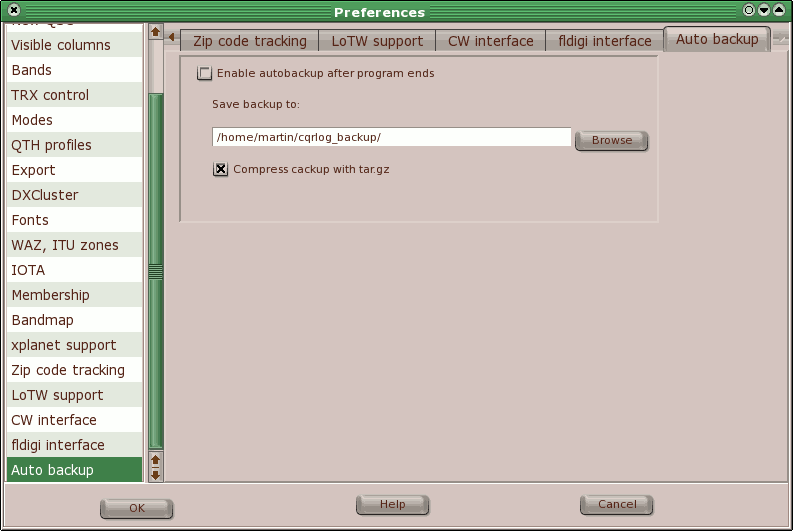 Preferences
Visible columns
Bands
TRX control
Modes
QTH profiles
Export
DXCluster
Fonts
WAZ, ITU zones
IOTA
Membership
Bandmap
xplanet support
Zip code tracking
LoTW support
CW interface
fldigi interface
Auto backup
Zip code tracking
LoTW support
CW interface
fldigi interface
Auto backup
Enable autobackup after program ends
Save backup to:
/home/martin/cqrlog_backup/
Browse
Compress cackup with tar.gz
OK
Help
Cancel